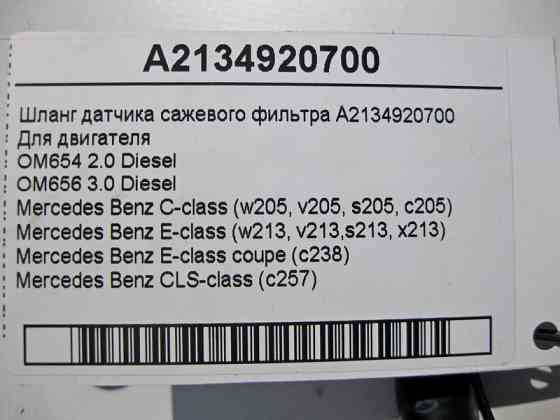 A2134920700
Шланг датчика сажевого фильтра A2134920700
Для двигателя
OM654 2.0 Diesel
OM656 3.0 Diesel
Mercedes Benz C-class (w205, v205, s205, c205)
Mercedes Benz E-class (w213, v213,s213, x213)
Mercedes Benz E-class coupe (c238)
Mercedes Benz CLS-class (c257)